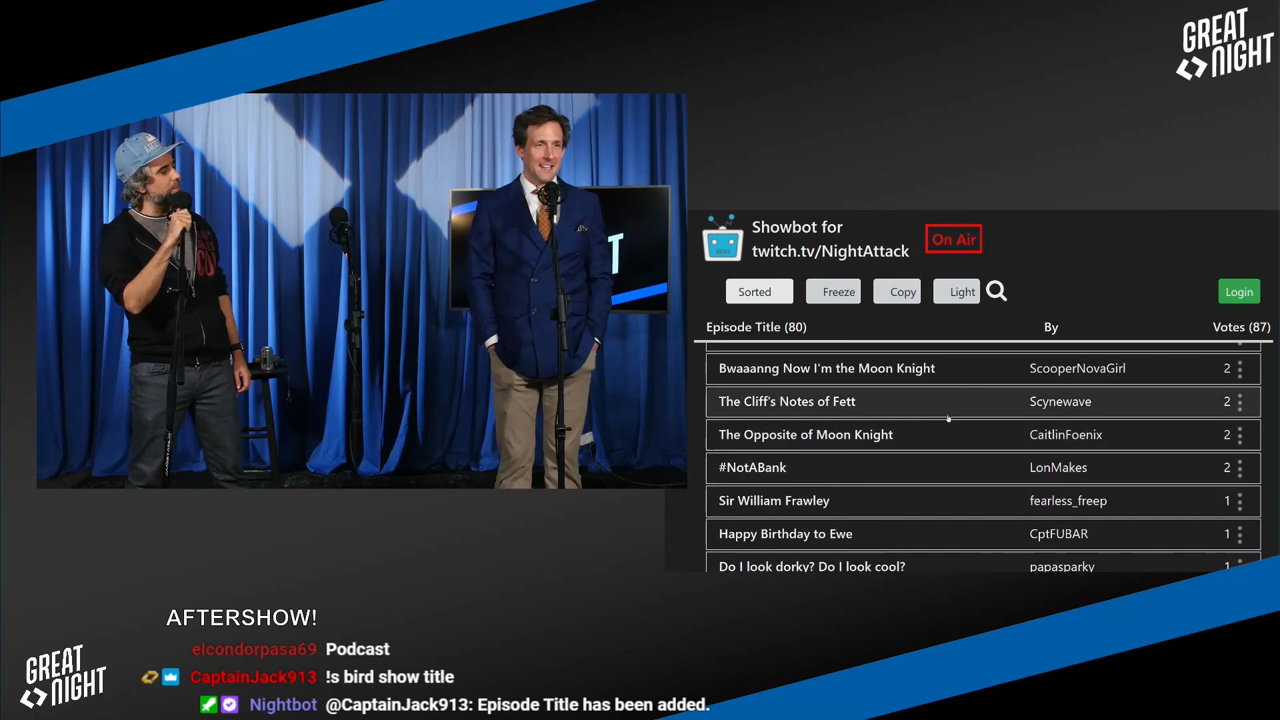 GREAT
NIGHT
Showbot for
twitch.tv/NightAttack
On Air
Sorted
Freeze
Copy
Light
Login
Episode Title (80) By Votes (87)
Bwaaanng Now I'm the Moon Knight ScooperNovaGirl 2
The Cliff's Notes of Fett Scynewave 2
The Opposite of Moon Knight CaitlinFoenix 2
#NotABank LonMakes 2
Sir William Frawley fearless_freep 1
Happy Birthday to Ewe CptFUBAR 1
Do I look dorky? Do I look cool? papasparky 1
AFTERSHOW!
elcondorpasa69 Podcast
CaptainJack913 !s bird show title
Nightbot @CaptainJack913: Episode Title has been added.
GREAT
NIGHT